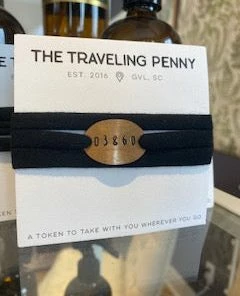 THE TRAVELING PENNY
EST. 2016 GVL, SC
03860
A TOKEN TO TAKE WITH YOU WHEREVER YOU GO